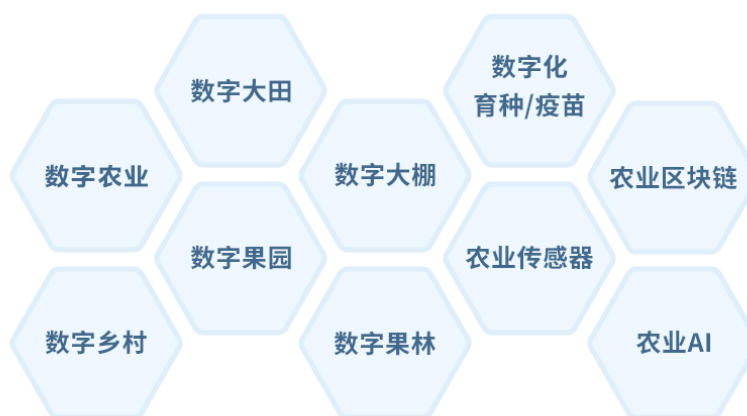 数字大田
数字化
育种/疫苗
数字农业
数字大棚
农业区块链
数字果园
农业传感器
数字乡村
数字果林
农业AI